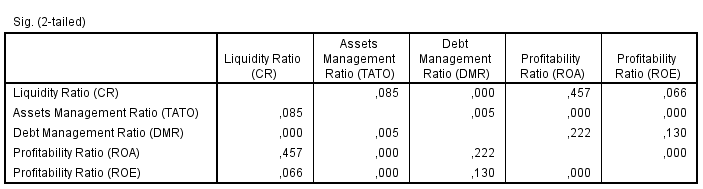 Sig. (2-tailed)
Liquidity Ratio (CR) Assets Management Ratio (TATO) Debt Management Ratio (DMR) Profitability Ratio (ROA) Profitability Ratio (ROE)
Liquidity Ratio (CR) ,085 ,000 ,457 ,066
Assets Management Ratio (TATO) ,085 ,005 ,000 ,000
Debt Management Ratio (DMR) ,000 ,005 ,222 ,130
Profitability Ratio (ROA) ,457 ,000 ,222 ,000
Profitability Ratio (ROE) ,066 ,000 ,130 ,000